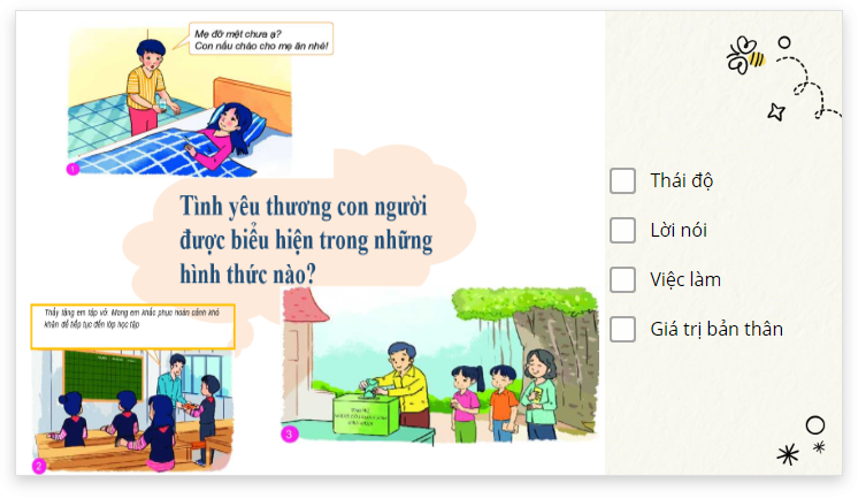 Mẹ đỡ mệt chưa ạ?
Con nấu cháo cho mẹ ăn nhé!
1
Tình yêu thương con người
được biểu hiện trong những
hình thức nào?
Thầy tặng em tập vở. Mong em khắc phục hoàn cảnh khó
khăn để tiếp tục đến lớp học tập
2
3
Thái độ
Lời nói
Việc làm
Giá trị bản thân